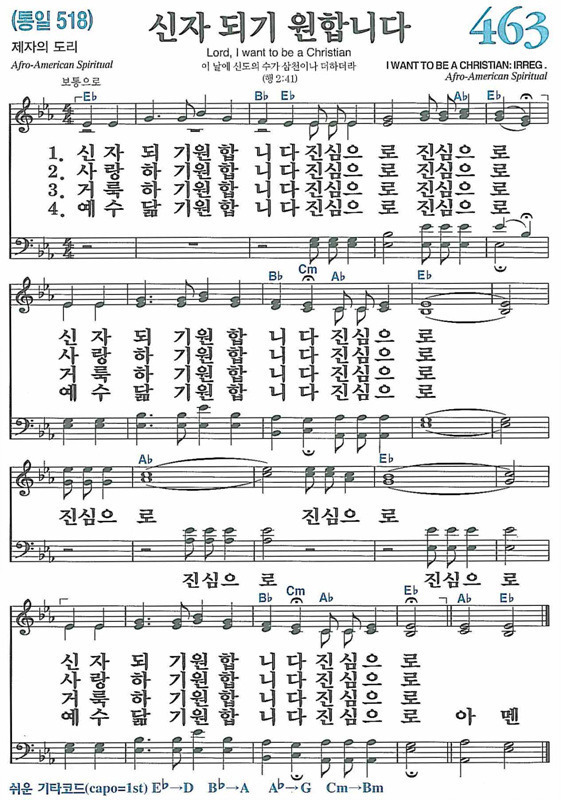 (통일 518)
신자 되기 원합니다
463
제자의 도리
Lord, I want to be a Christian
Afro-American Spiritual
이 날에 신도의 수가 삼천이나 더하더라
(행 2:41)
I WANT TO BE A CHRISTIAN: IRREG.
Afro-American Spiritual
보통으로
E♭ B♭ E♭ A♭ E♭
1. 신 자 되 기 원 합 니 다 진 심 으 로 진 심 으 로
2. 사 랑 하 기 원 합 니 다 진 심 으 로 진 심 으 로
3. 거 룩 하 기 원 합 니 다 진 심 으 로 진 심 으 로
4. 예 수 닮 기 원 합 니 다 진 심 으 로 진 심 으 로
B♭ Cm A♭ E♭
신 자 되 기 원 합 니 다 진 심 으 로
사 랑 하 기 원 합 니 다 진 심 으 로
거 룩 하 기 원 합 니 다 진 심 으 로
예 수 닮 기 원 합 니 다 진 심 으 로
A♭ E♭
진 심 으 로 진 심 으 로
진 심 으 로 진 심 으 로
B♭ Cm A♭ E♭ A♭ E♭
신 자 되 기 원 합 니 다 진 심 으 로
사 랑 하 기 원 합 니 다 진 심 으 로
거 룩 하 기 원 합 니 다 진 심 으 로
예 수 닮 기 원 합 니 다 진 심 으 로 아 멘
쉬운 기타코드(capo=1st) E♭→D B♭→A A♭→G Cm→Bm